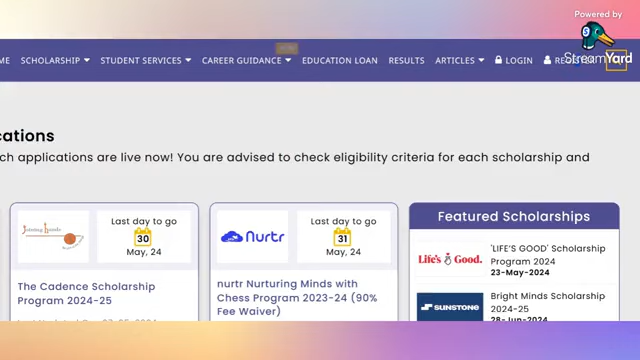 Powered by
StreamYard
SCHOLARSHIP STUDENT SERVICES CAREER GUIDANCE EDUCATION LOAN RESULTS ARTICLES LOGIN
cations
ch applications are live now! You are advised to check eligibility criteria for each scholarship and
Last day to go
30
May, 24
The Cadence Scholarship
Program 2024-25
Nurtr
Last day to go
31
May, 24
nurtr Nurturing Minds with
Chess Program 2023-24 (90%
Fee Waiver)
Featured Scholarships
Life's Good.
'LIFE'S GOOD' Scholarship
Program 2024
23-May-2024
SUNSTONE
Bright Minds Scholarship
2024-25
28-Jun-2024